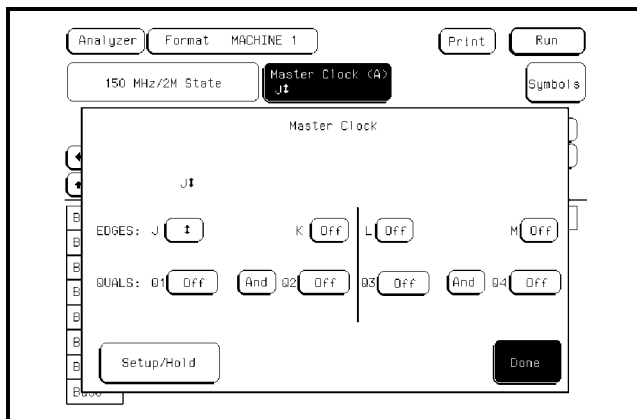 Analyzer Format MACHINE 1 Print Run
150 MHz/2M State Master Clock (A) Symbols
J↕
Master Clock
J↕
EDGES: J ↕ K Off L Off M Off
QUALS: Q1 Off And Q2 Off Q3 Off And Q4 Off
Setup/Hold Done